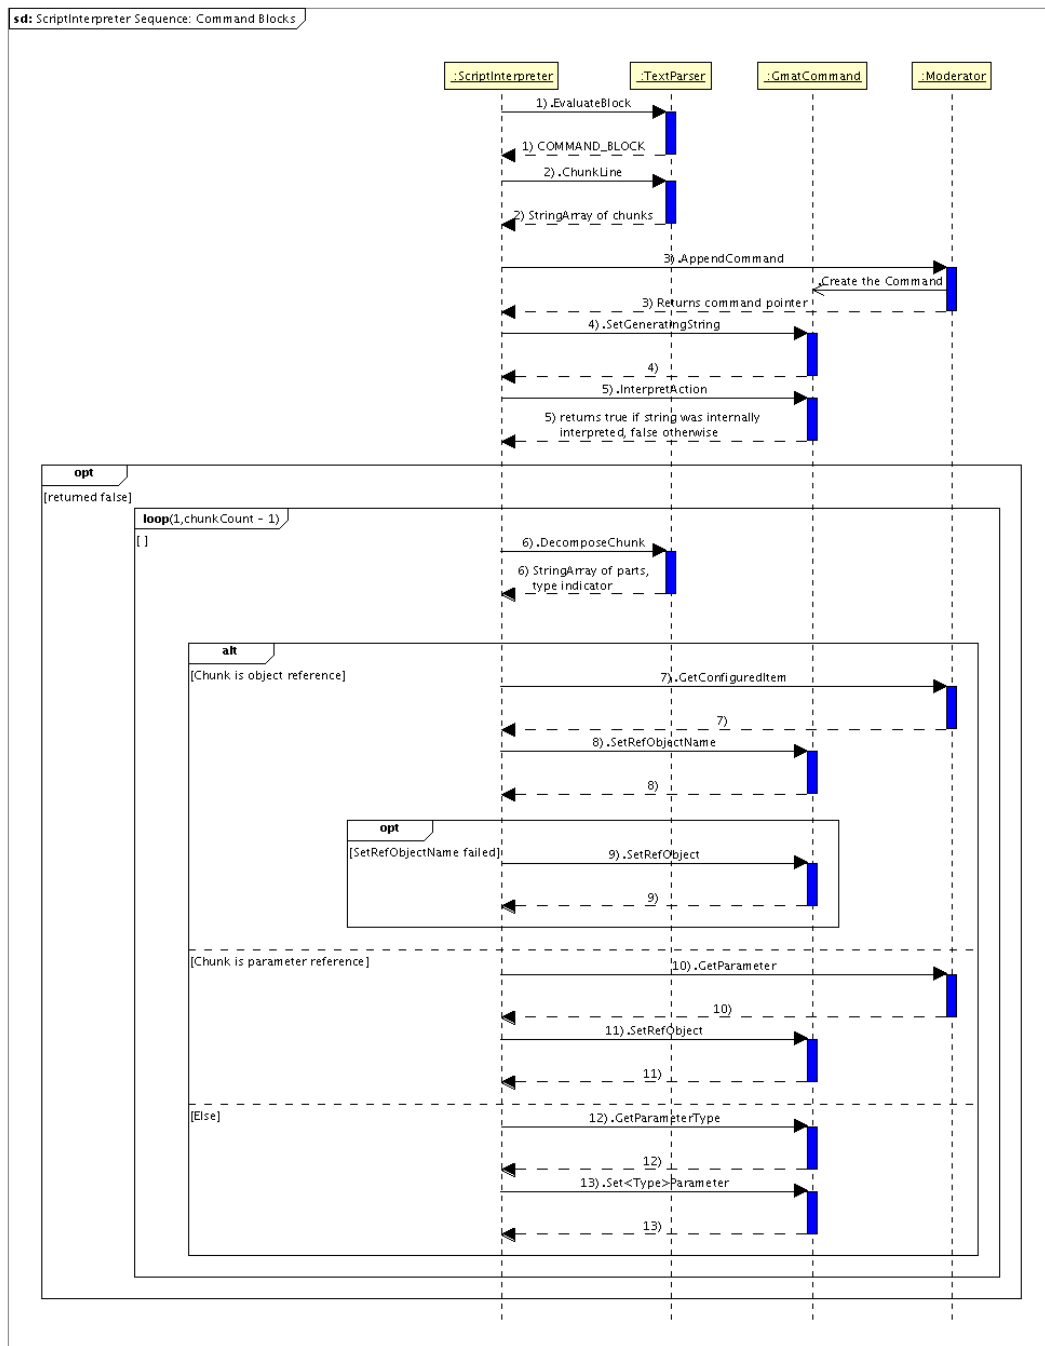 sd: ScriptInterpreter Sequence: Command Blocks
:ScriptInterpreter
:TextParser
:GmatCommand
:Moderator
1).EvaluateBlock
1) COMMAND_BLOCK
2).ChunkLine
2) StringArray of chunks
3).AppendCommand
.Create the Command
3) Returns command pointer
4).SetGeneratingString
4)
5).InterpretAction
5) returns true if string was internally
interpreted, false otherwise
opt
[returned false]
loop(1,chunkCount - 1)
[ ]
6).DecomposeChunk
6) StringArray of parts,
type indicator
alt
[Chunk is object reference]
7).GetConfiguredItem
7)
8).SetRefObjectName
8)
opt
[SetRefObjectName failed]
9).SetRefObject
9)
[Chunk is parameter reference]
10).GetParameter
10)
11).SetRefObject
11)
[Else]
12).GetParameterType
12)
13).Set<Type>Parameter
13)